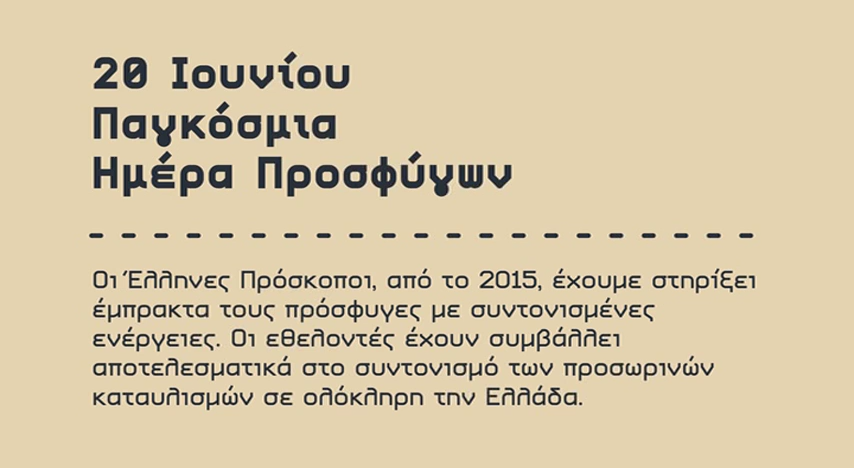 20 Ιουνίου
Παγκόσμια
Ημέρα Προσφύγων
Οι Έλληνες Πρόσκοποι, από το 2015, έχουμε στηρίξει
έμπρακτα τους πρόσφυγες με συντονισμένες
ενέργειες. Οι εθελοντές έχουν συμβάλλει
αποτελεσματικά στο συντονισμό των προσωρινών
καταυλισμών σε ολόκληρη την Ελλάδα.